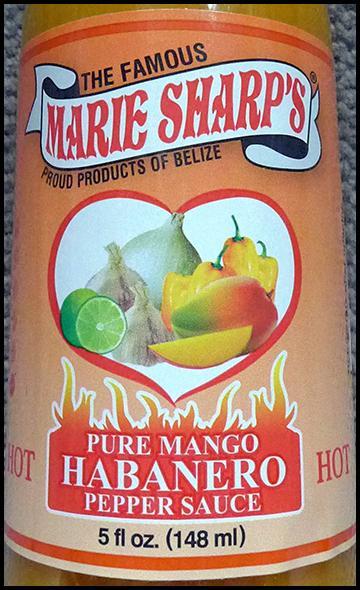 THE FAMOUS
MARIE SHARP'S®
PROUD PRODUCTS OF BELIZE
PURE MANGO
HOT HABANERO HOT
PEPPER SAUCE
5 fl oz. (148 ml)